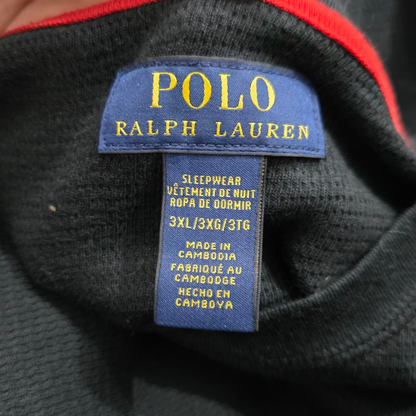 POLO
RALPH LAUREN
SLEEPWEAR
VÊTEMENT DE NUIT
ROPA DE DORMIR
3XL/3XG/3TG
MADE IN
CAMBODIA
FABRIQUÉ AU
CAMBODGE
HECHO EN
CAMBOYA